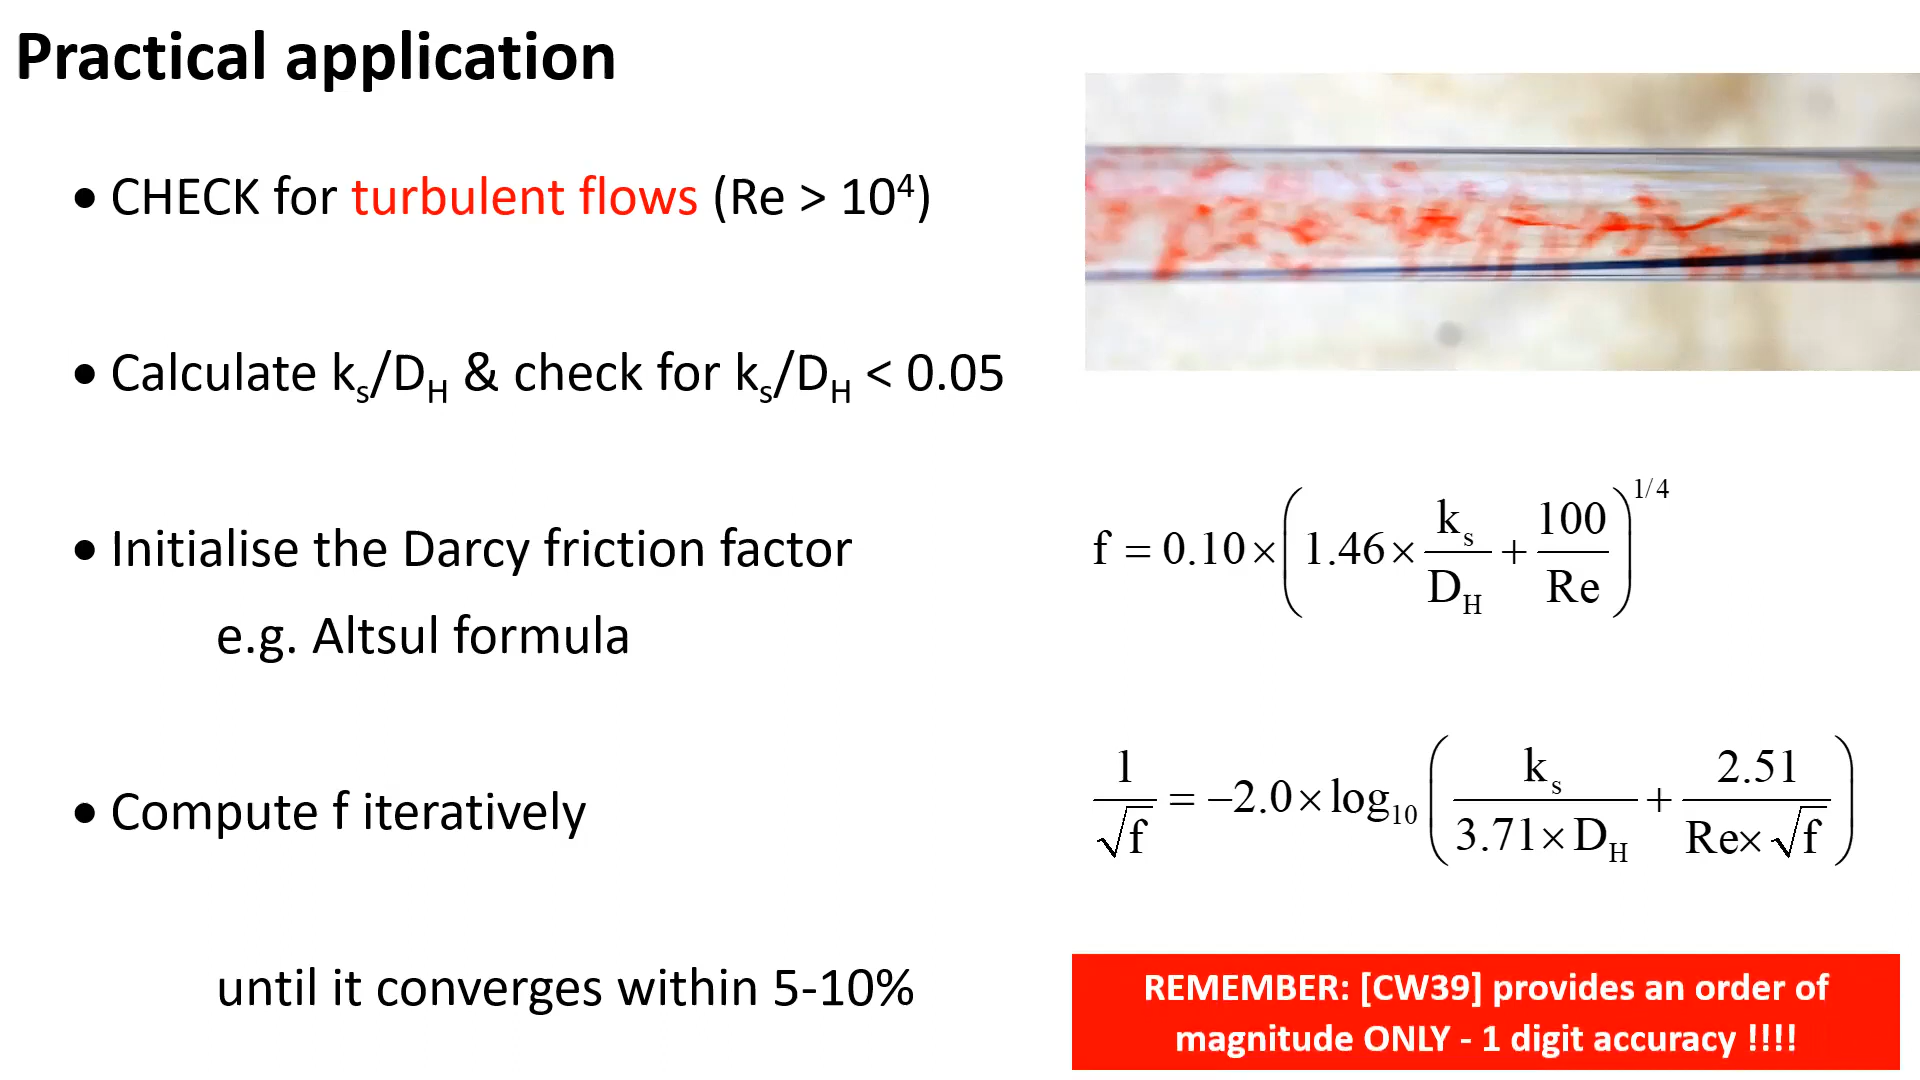 Practical application
• CHECK for turbulent flows (Re > 10⁴)
• Calculate kₛ/D_H & check for kₛ/D_H < 0.05
• Initialise the Darcy friction factor
e.g. Altsul formula
f = 0.10 × (1.46 × kₛ/D_H + 100/Re)^1/4
• Compute f iteratively
1/√f = −2.0 × log₁₀ (kₛ/(3.71 × D_H) + 2.51/(Re× √f))
until it converges within 5-10%
REMEMBER: [CW39] provides an order of
magnitude ONLY - 1 digit accuracy !!!!